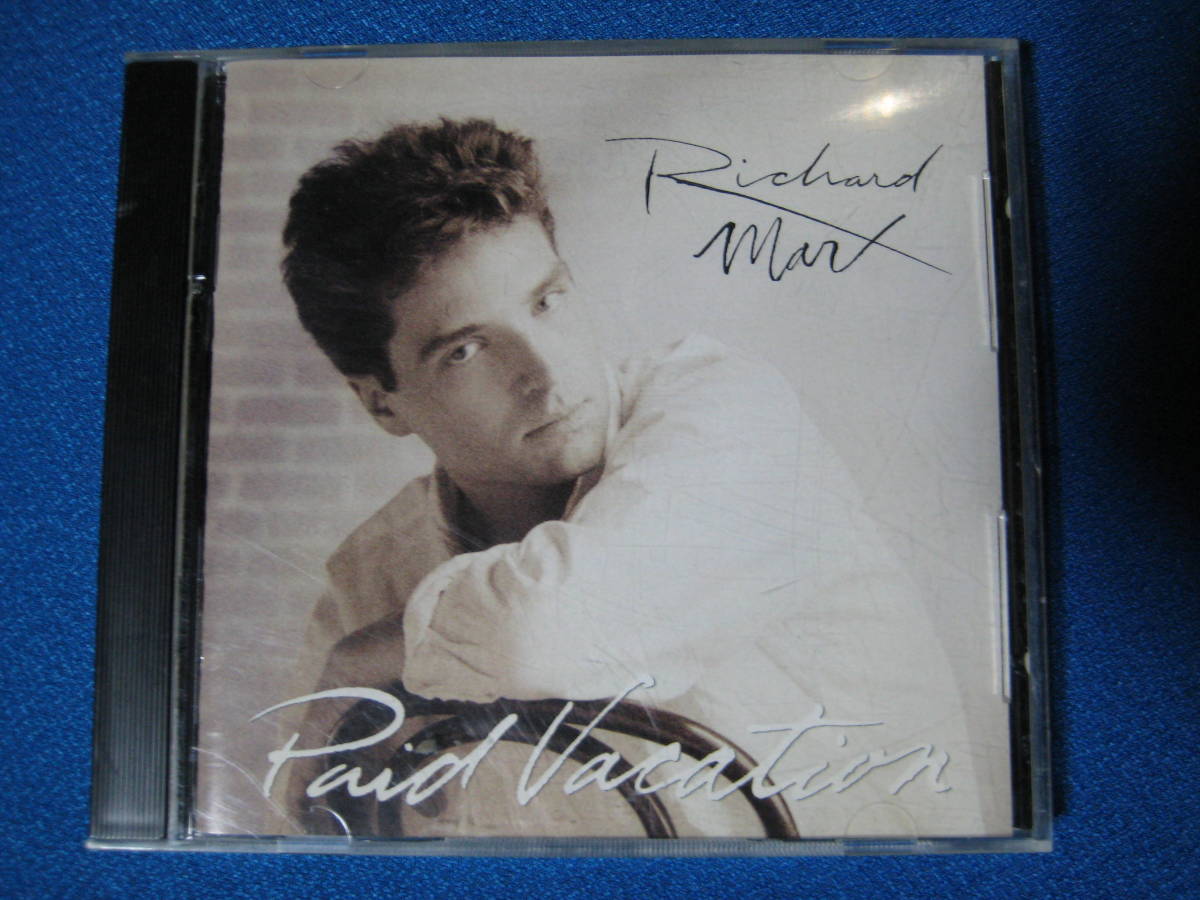 Richard
Marx
Paid Vacation